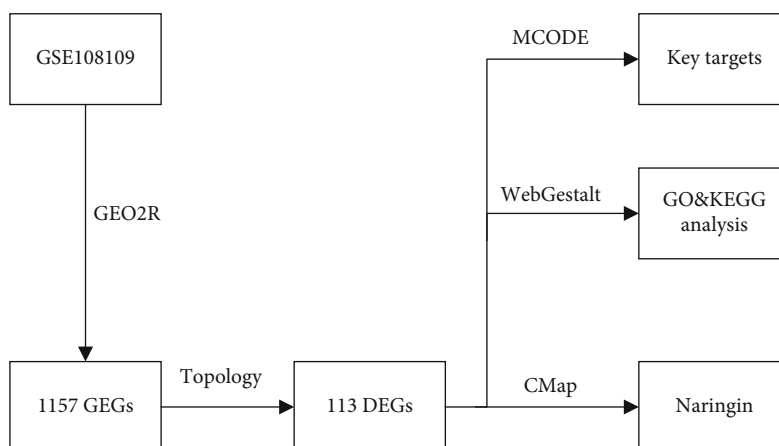 GSE108109
MCODE
Key targets
GEO2R
WebGestalt
GO&KEGG
analysis
1157 GEGs
Topology
113 DEGs
CMap
Naringin